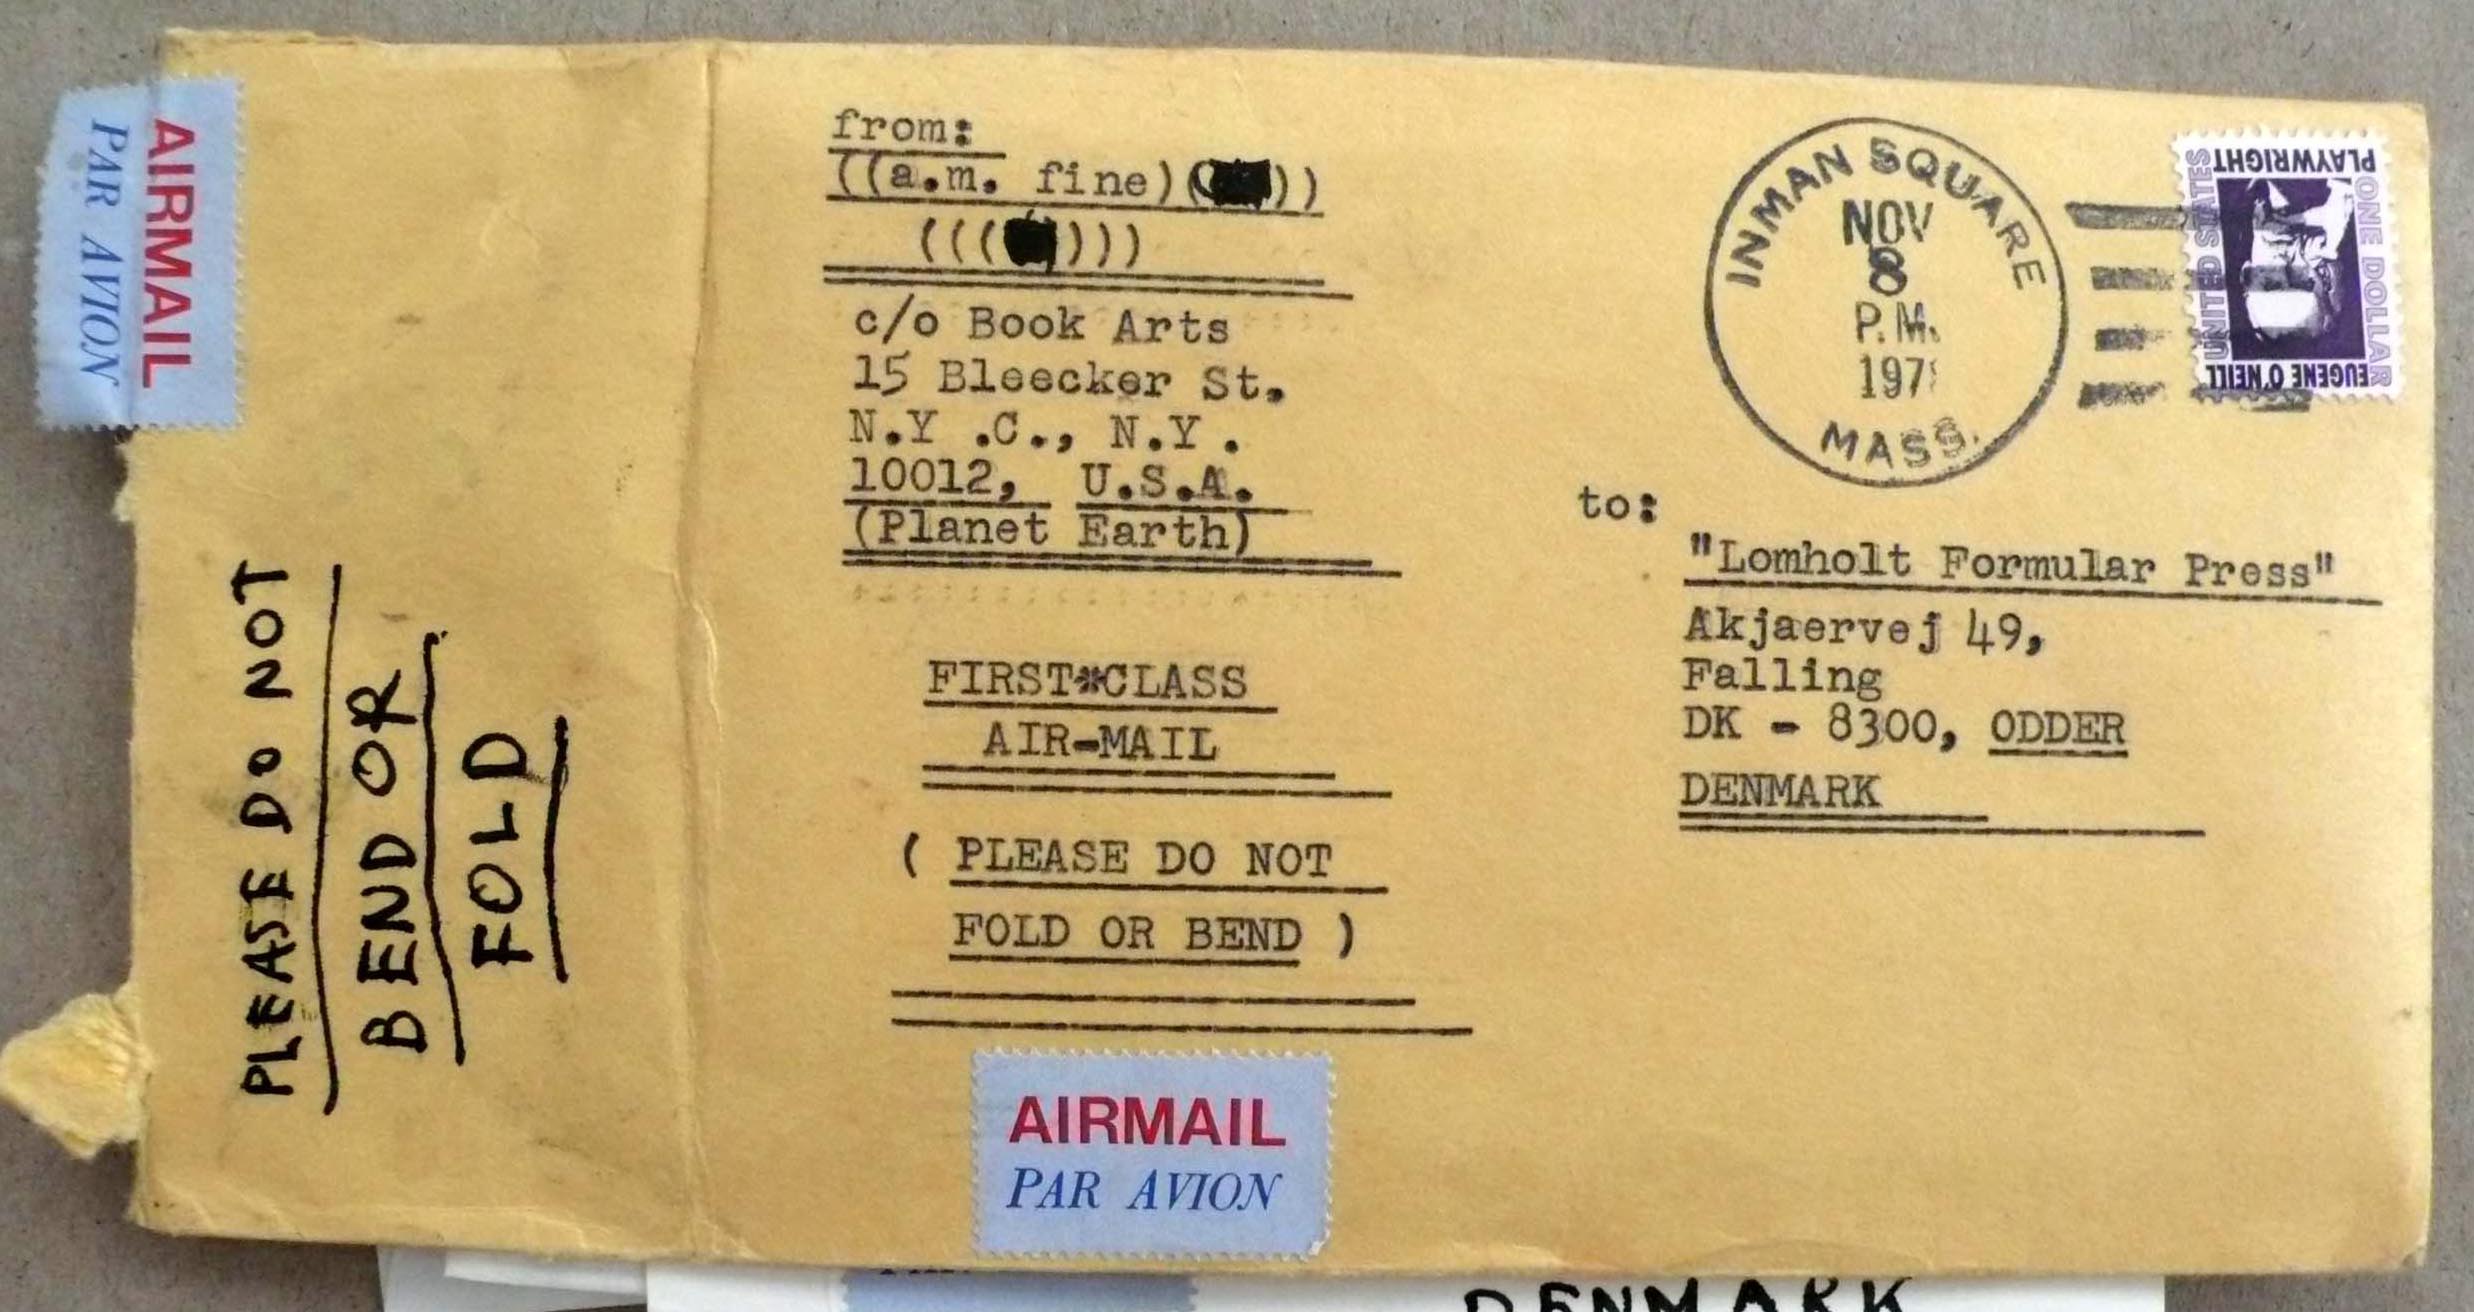 AIRMAIL
PAR AVION
PLEASE DO NOT
BEND OR
FOLD
from:
((a.m. fine)( ))
((( )))
c/o Book Arts
15 Bleecker St.
N.Y .C., N.Y .
10012, U.S.A.
(Planet Earth)
FIRST*CLASS
AIR-MAIL
( PLEASE DO NOT
FOLD OR BEND )
AIRMAIL
PAR AVION
INMAN SQUARE
NOV
8
P.M.
MASS.
UNITED STATES
ONE DOLLAR
EUGENE O'NEILL
PLAYWRIGHT
to:
"Lomholt Formular Press"
Akjaervej 49,
Falling
DK - 8300, ODDER
DENMARK
DENMARK